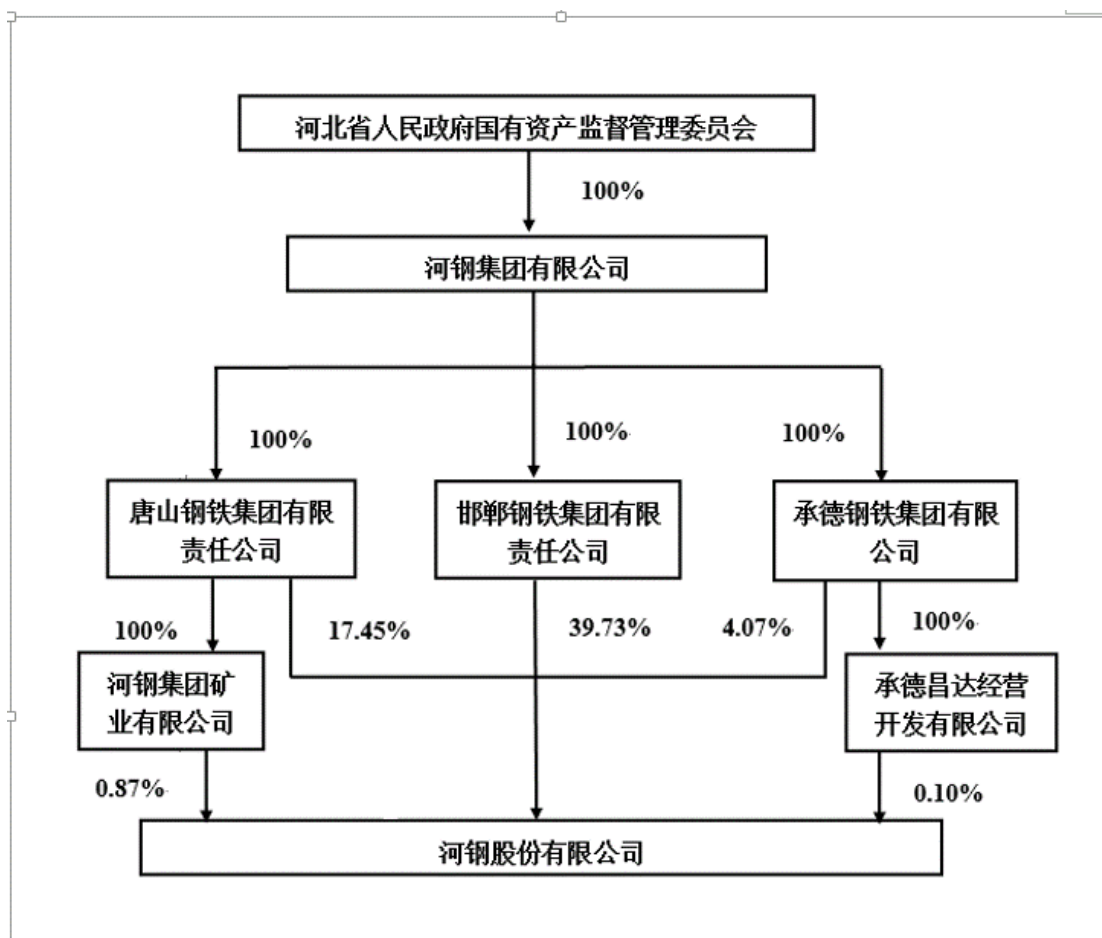 河北省人民政府国有资产监督管理委员会
100%
河钢集团有限公司
100%
100%
100%
唐山钢铁集团有限
责任公司
邯郸钢铁集团有限
责任公司
承德钢铁集团有限
公司
100%
17.45%
39.73%
4.07%
100%
河钢集团矿
业有限公司
承德昌达经营
开发有限公司
0.87%
0.10%
河钢股份有限公司